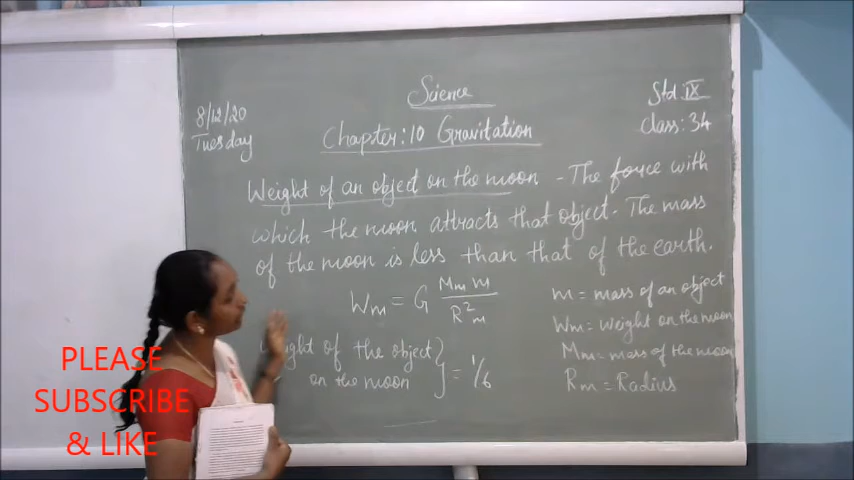 8/12/20
Tuesday
Science
Std IX
Class: 34
Chapter: 10 Gravitation
Weight of an object on the moon - The force with
which the moon attracts that object. The mass
of the moon is less than that of the earth.
Wm = G Mm m / R²m
m = mass of an object
Wm = weight on the moon
Mm = mass of the moon
Rm = Radius
ight of the object
on the moon } = 1/6
PLEASE
SUBSCRIBE
& LIKE